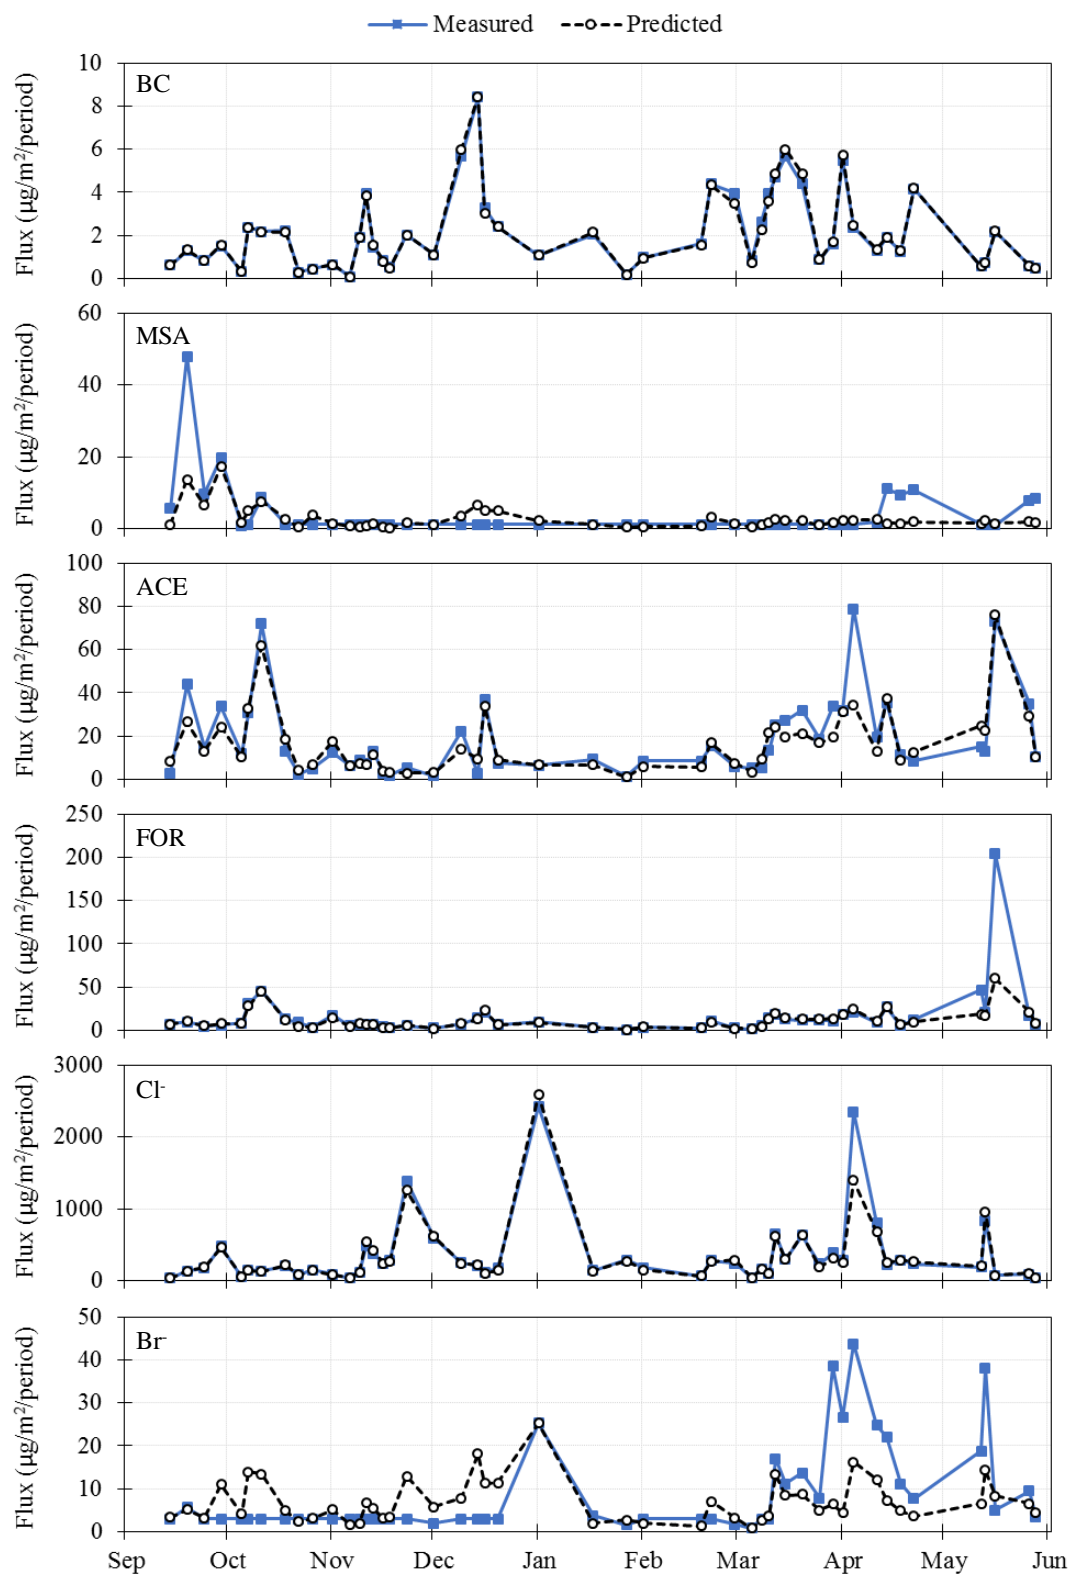 Measured Predicted
BC
Flux (µg/m²/period)
10
8
6
4
2
0
MSA
Flux (µg/m²/period)
60
40
20
0
ACE
Flux (µg/m²/period)
100
80
60
40
20
0
FOR
Flux (µg/m²/period)
250
200
150
100
50
0
Cl⁻
Flux (µg/m²/period)
3000
2000
1000
0
Br⁻
Flux (µg/m²/period)
50
40
30
20
10
0
Sep Oct Nov Dec Jan Feb Mar Apr May Jun